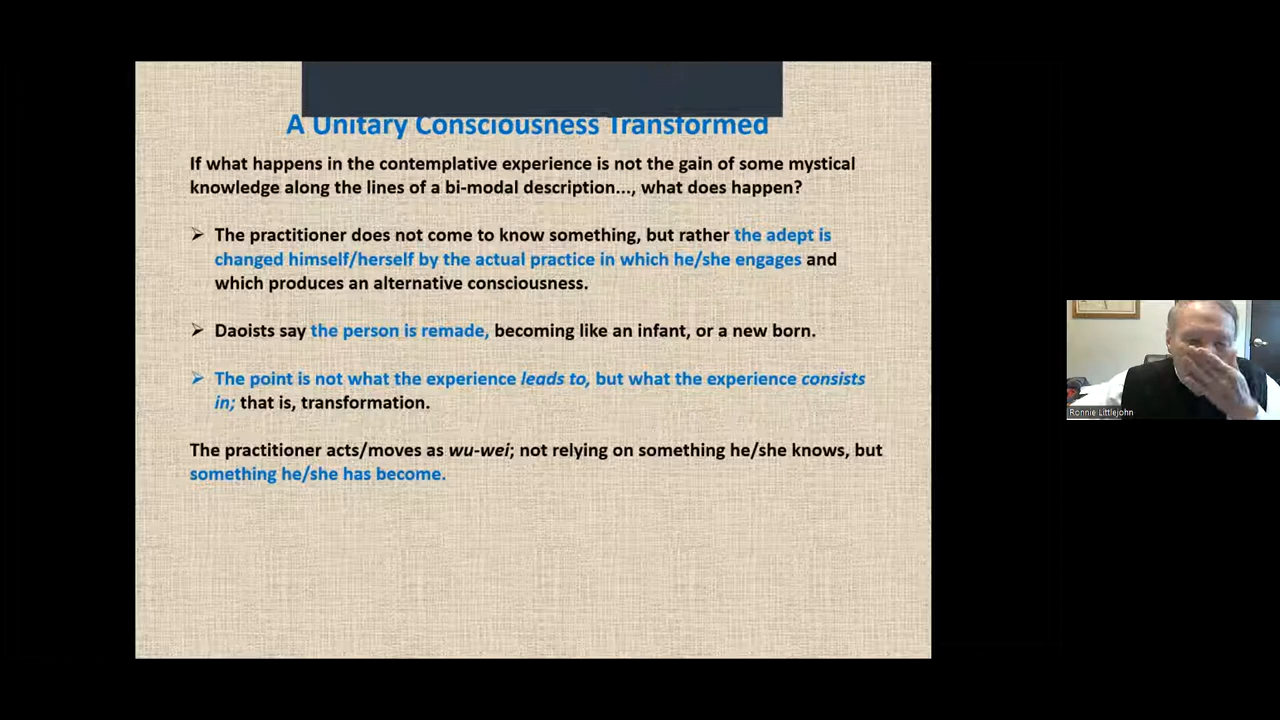 A Unitary Consciousness Transformed
If what happens in the contemplative experience is not the gain of some mystical
knowledge along the lines of a bi-modal description..., what does happen?
➢ The practitioner does not come to know something, but rather the adept is
changed himself/herself by the actual practice in which he/she engages and
which produces an alternative consciousness.
➢ Daoists say the person is remade, becoming like an infant, or a new born.
➢ The point is not what the experience leads to, but what the experience consists
in; that is, transformation.
The practitioner acts/moves as wu-wei; not relying on something he/she knows, but
something he/she has become.
Ronnie Littlejohn